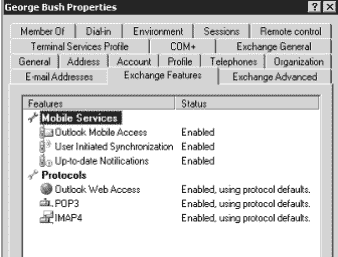 George Bush Properties
Member Of Dial-in Environment Sessions Remote control
Terminal Services Profile COM+ Exchange General
General Address Account Profile Telephones Organization
E-mail Addresses Exchange Features Exchange Advanced
Features Status
Mobile Services
Outlook Mobile Access Enabled
User Initiated Synchronization Enabled
Up-to-date Notifications Enabled
Protocols
Outlook Web Access Enabled, using protocol defaults.
POP3 Enabled, using protocol defaults.
IMAP4 Enabled, using protocol defaults.